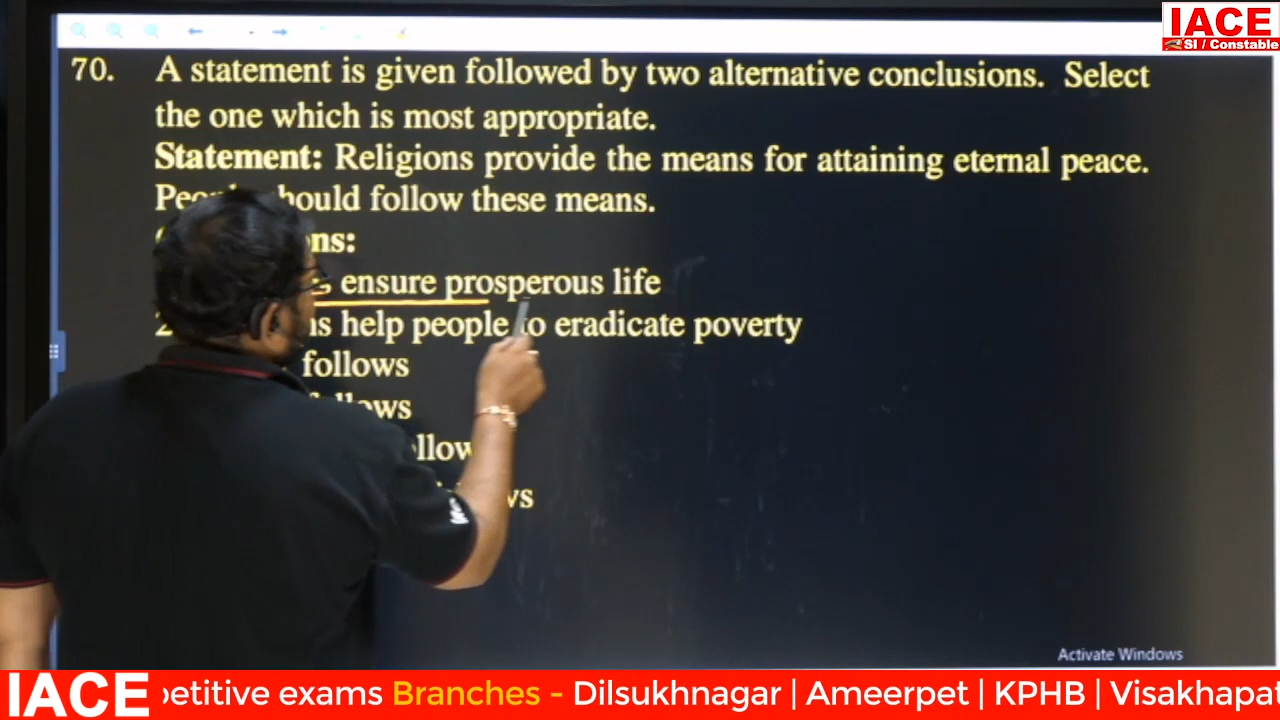 IACE
SI / Constable
70. A statement is given followed by two alternative conclusions. Select
the one which is most appropriate.
Statement: Religions provide the means for attaining eternal peace.
should follow these means.
ensure prosperous life
help people to eradicate poverty
follows
Activate Windows
IACE
petitive exams Branches - Dilsukhnagar | Ameerpet | KPHB | Visakhapat